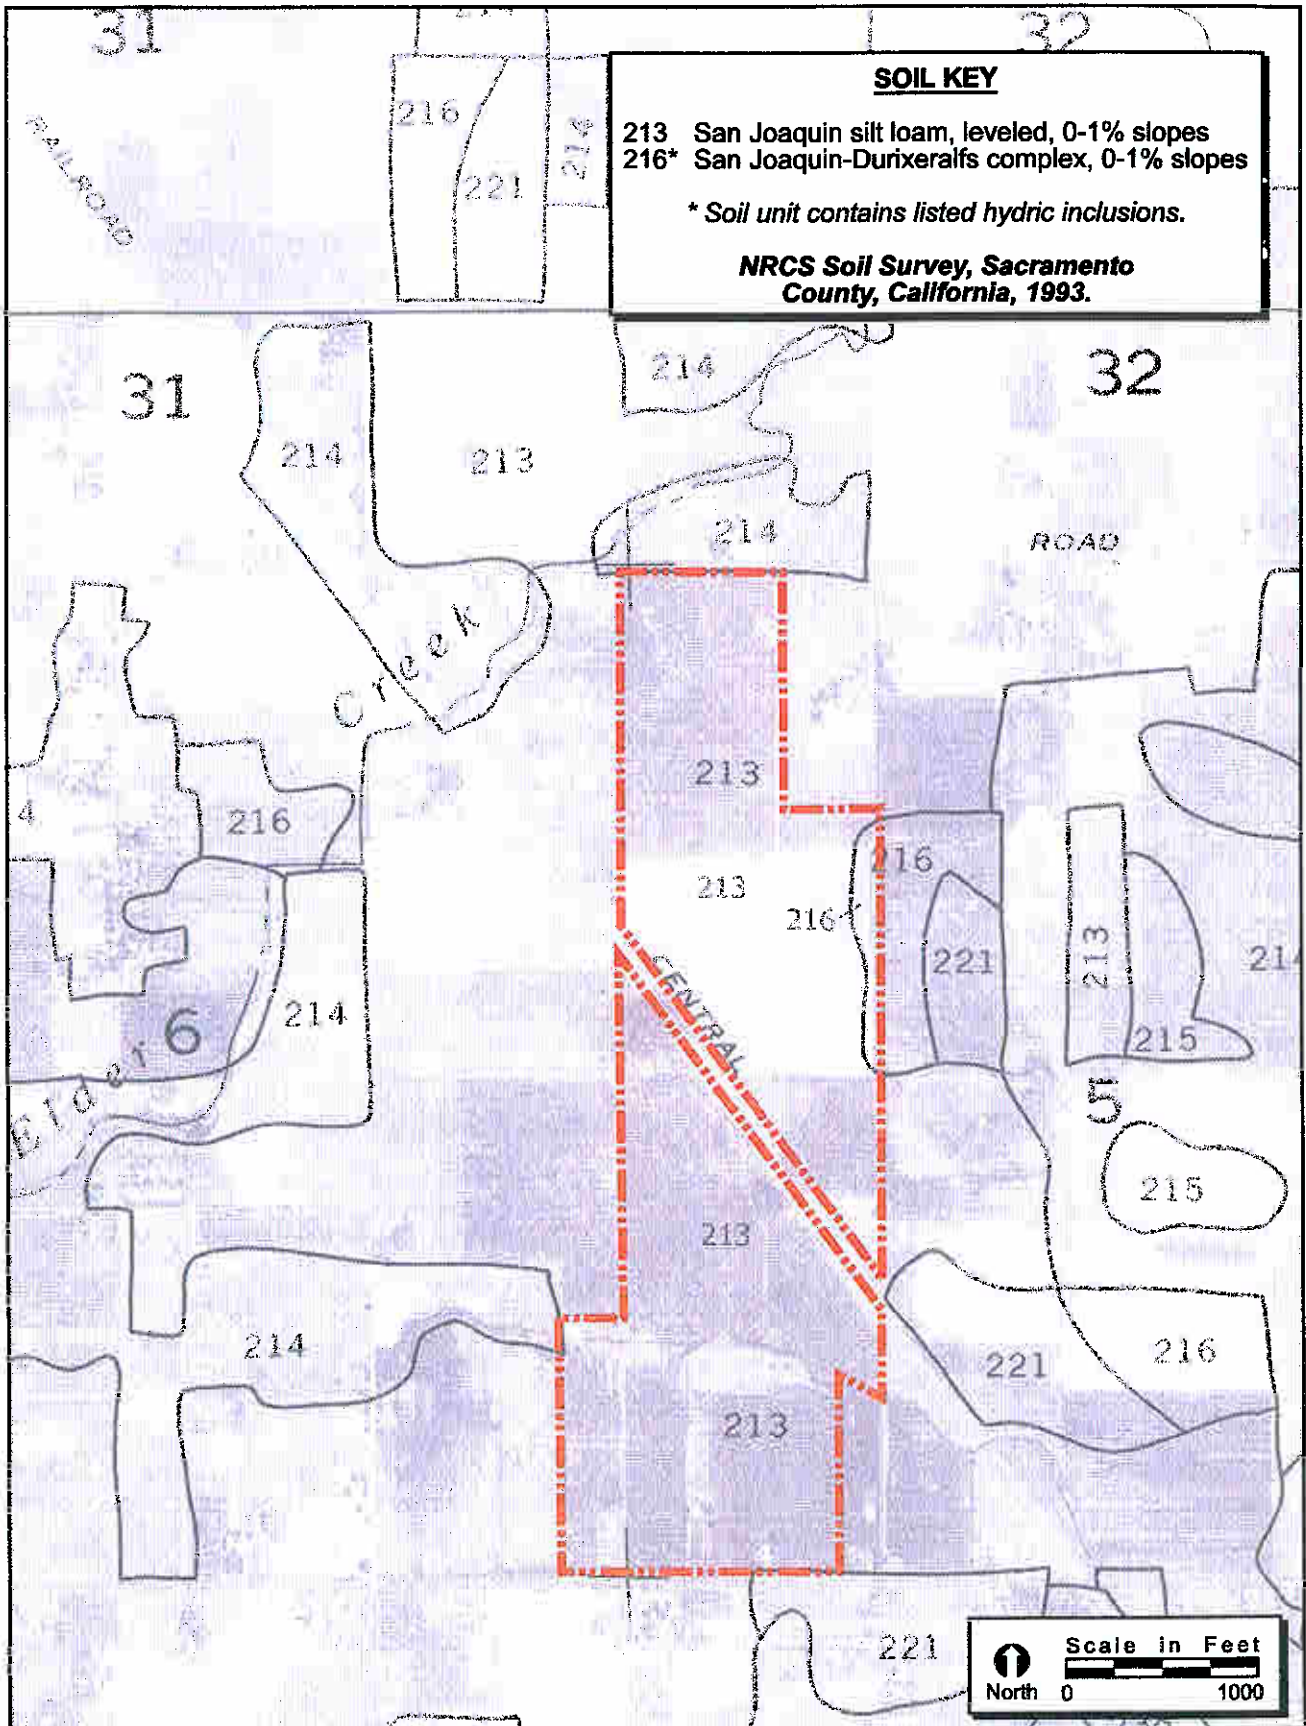 31
32
SOIL KEY
213 San Joaquin silt loam, leveled, 0-1% slopes
216* San Joaquin-Durixeralfs complex, 0-1% slopes
* Soil unit contains listed hydric inclusions.
NRCS Soil Survey, Sacramento
County, California, 1993.
216
214
221
RAILROAD
31
214
32
214
213
214
ROAD
Creek
213
4
216
216
213
216
221
213
214
6
214
215
CENTRAL
Elder
5
215
213
214
221
216
213
221
North
Scale in Feet
0 1000